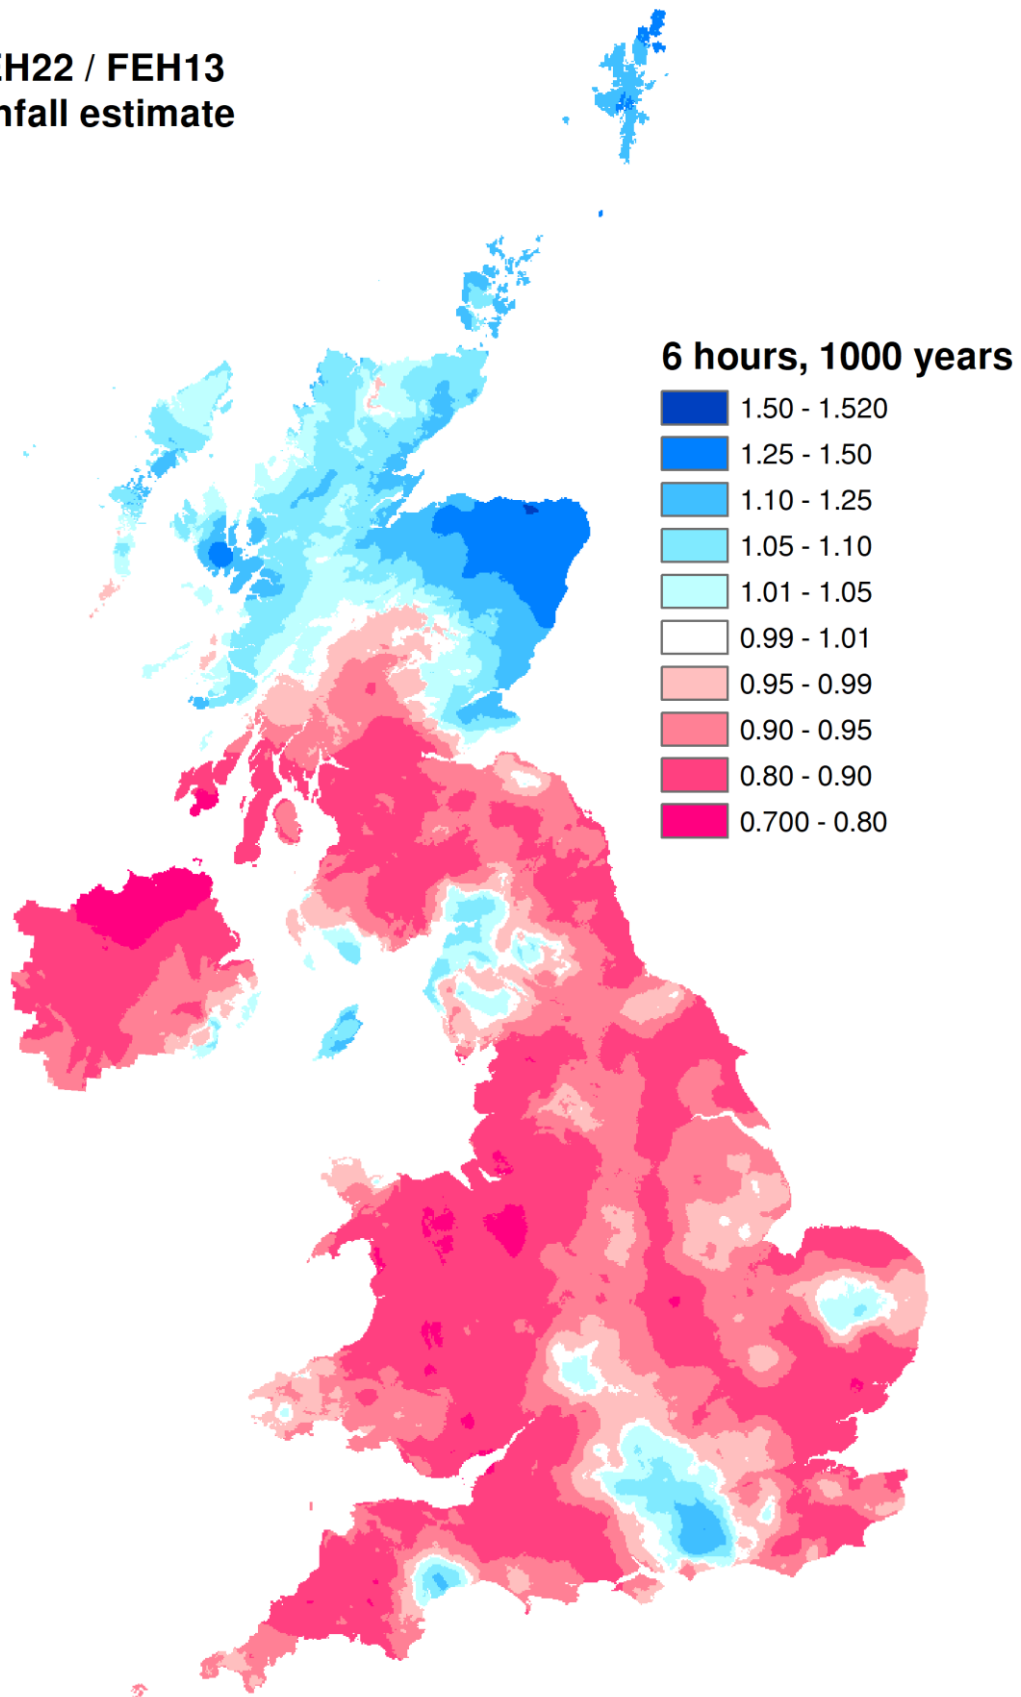 EH22 / FEH13
nfall estimate
6 hours, 1000 years
1.50 - 1.520
1.25 - 1.50
1.10 - 1.25
1.05 - 1.10
1.01 - 1.05
0.99 - 1.01
0.95 - 0.99
0.90 - 0.95
0.80 - 0.90
0.700 - 0.80